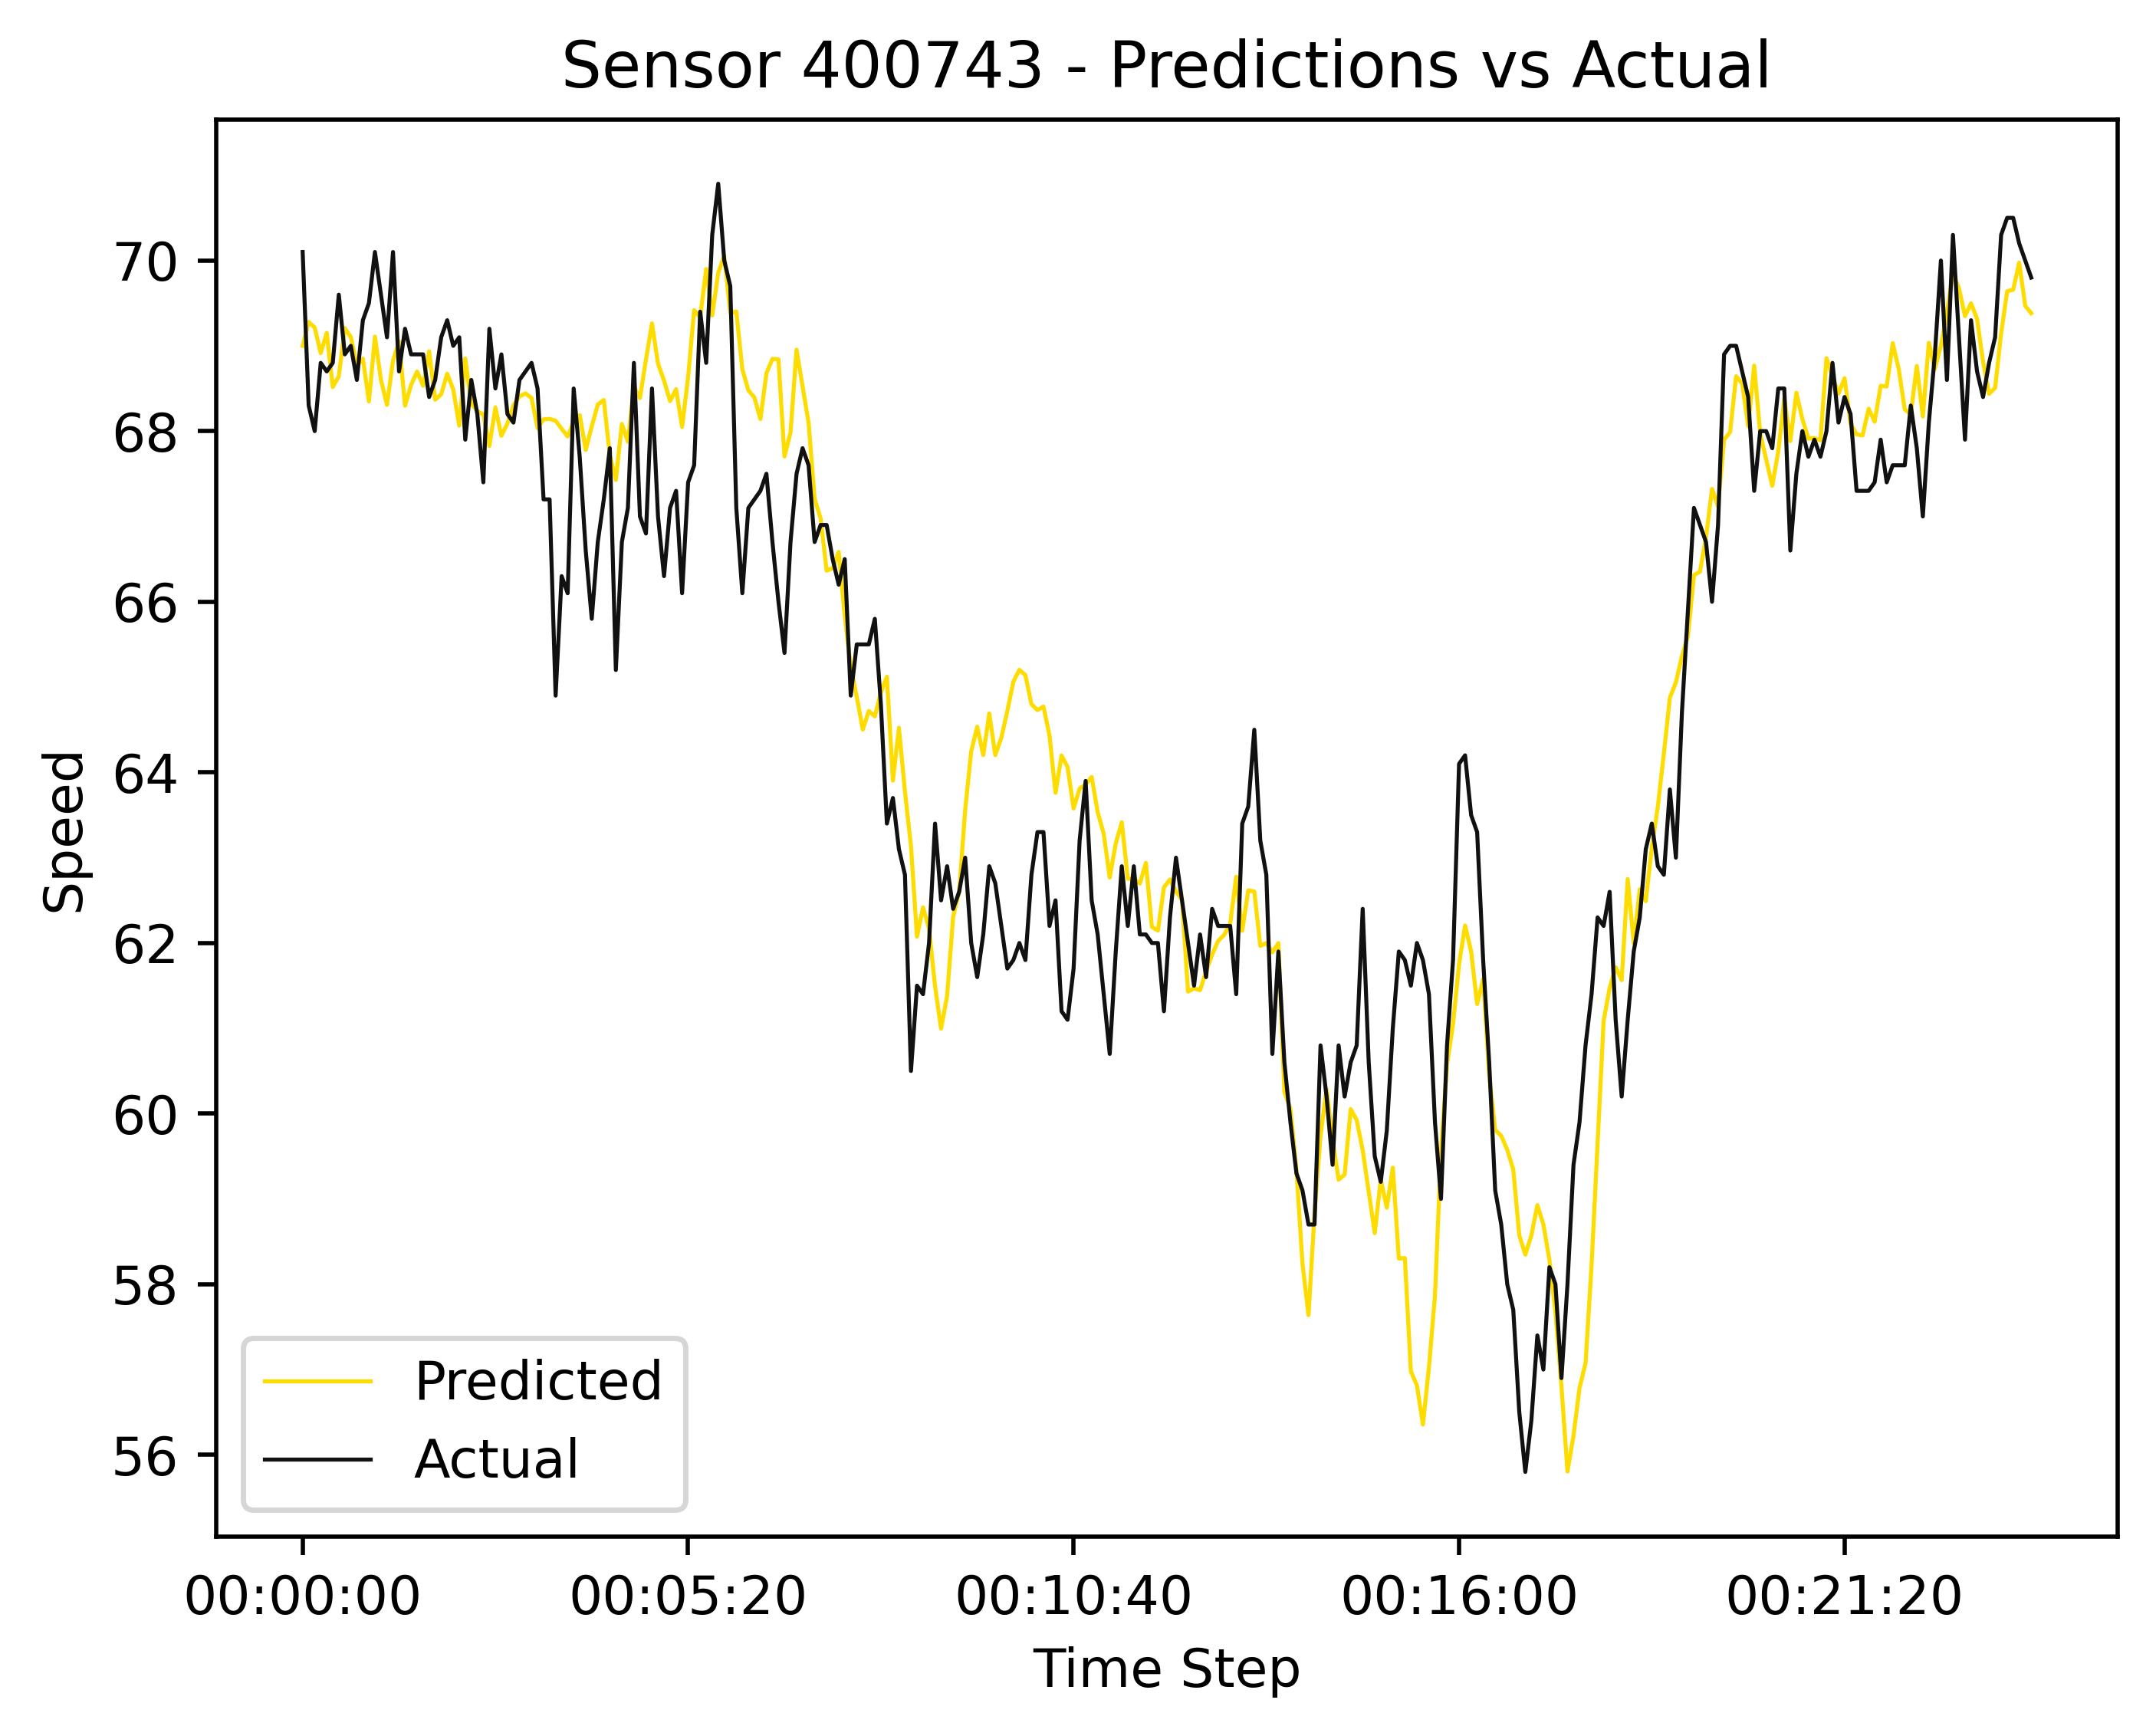 Sensor 400743 - Predictions vs Actual
70
68
66
64
62
60
58
56
Speed
Predicted
Actual
00:00:00 00:05:20 00:10:40 00:16:00 00:21:20
Time Step